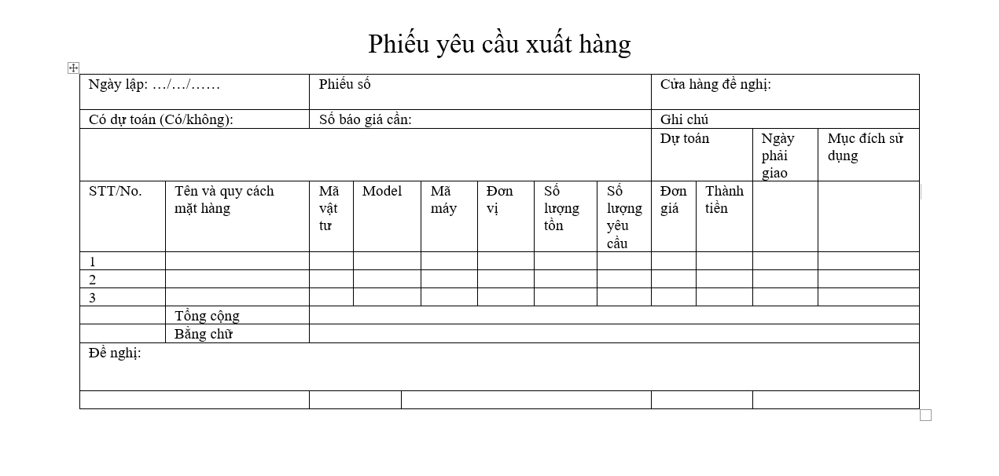 Phiếu yêu cầu xuất hàng
Ngày lập: …/…/……
Phiếu số
Cửa hàng đề nghị:
Có dự toán (Có/không):
Số báo giá cần:
Ghi chú
Dự toán
Ngày
phải
giao
Mục đích sử
dụng
STT/No.
Tên và quy cách
mặt hàng
Mã
vật
tư
Model
Mã
máy
Đơn
vị
Số
lượng
tồn
Số
lượng
yêu
cầu
Đơn
giá
Thành
tiền
1
2
3
Tổng cộng
Bằng chữ
Đề nghị: